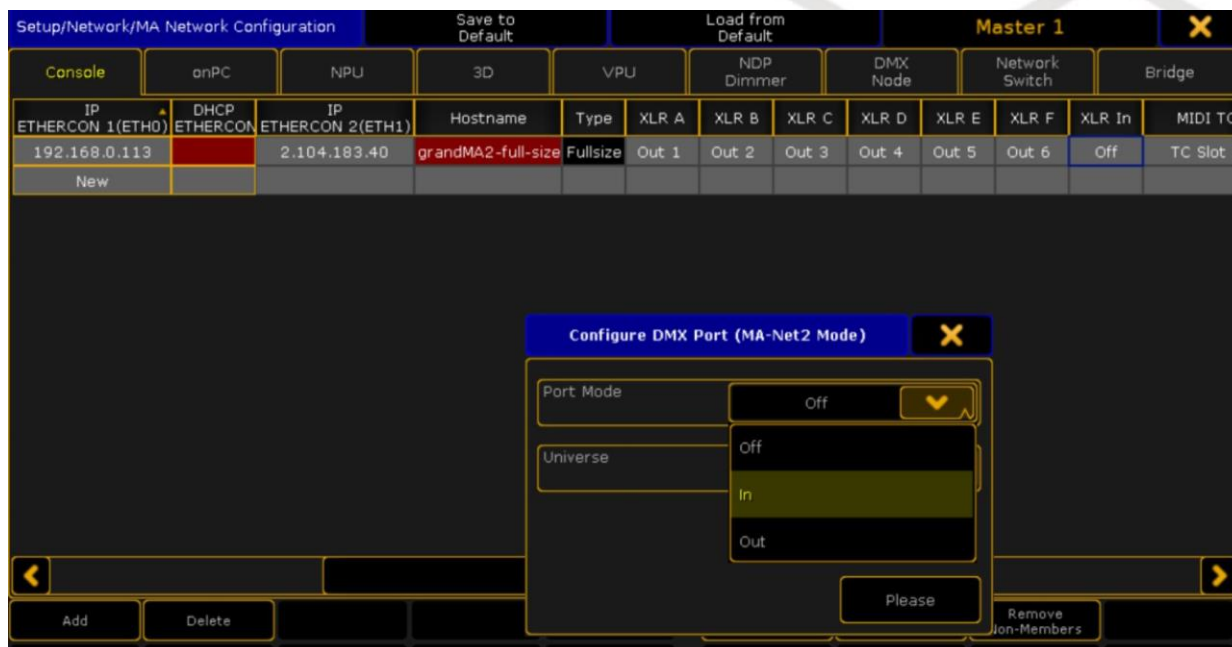 Setup/Network/MA Network Configuration
Save to
Default
Load from
Default
Master 1
Console
onPC
NPU
3D
VPU
NDP
Dimmer
DMX
Node
Network
Switch
Bridge
IP
ETHERCON 1(ETH0)
DHCP
ETHERCON
IP
ETHERCON 2(ETH1)
Hostname
Type
XLR A
XLR B
XLR C
XLR D
XLR E
XLR F
XLR In
MIDI TC
192.168.0.113
2.104.183.40
grandMA2-full-size
Fullsize
Out 1
Out 2
Out 3
Out 4
Out 5
Out 6
Off
TC Slot
New
Configure DMX Port (MA-Net2 Mode)
Port Mode
Off
Off
Universe
In
Out
Please
Add
Delete
Remove
Non-Members